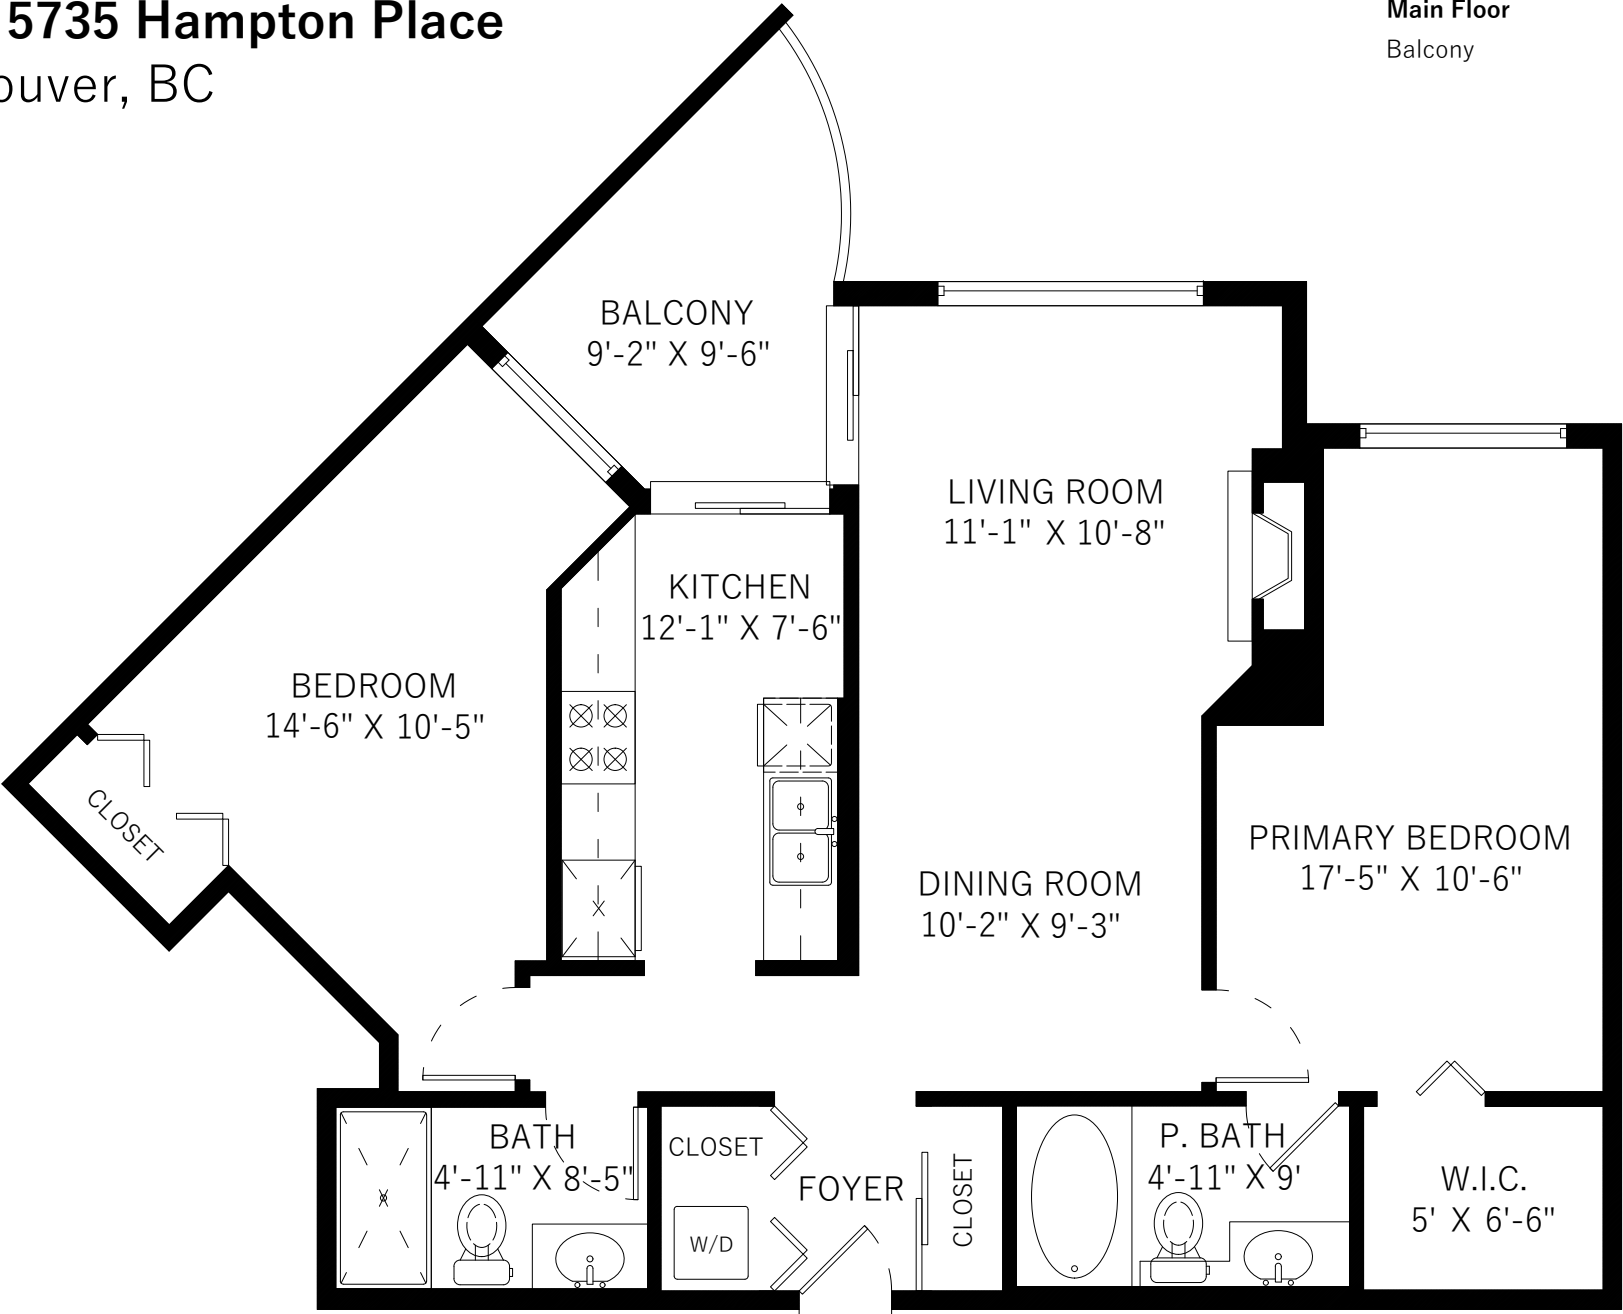 5735 Hampton Place
ouver, BC
Main Floor
Balcony
BALCONY
9'-2" X 9'-6"
LIVING ROOM
11'-1" X 10'-8"
KITCHEN
12'-1" X 7'-6"
BEDROOM
14'-6" X 10'-5"
CLOSET
PRIMARY BEDROOM
17'-5" X 10'-6"
DINING ROOM
10'-2" X 9'-3"
BATH
4'-11" X 8'-5"
CLOSET
W/D
FOYER
CLOSET
P. BATH
4'-11" X 9'
W.I.C.
5' X 6'-6"